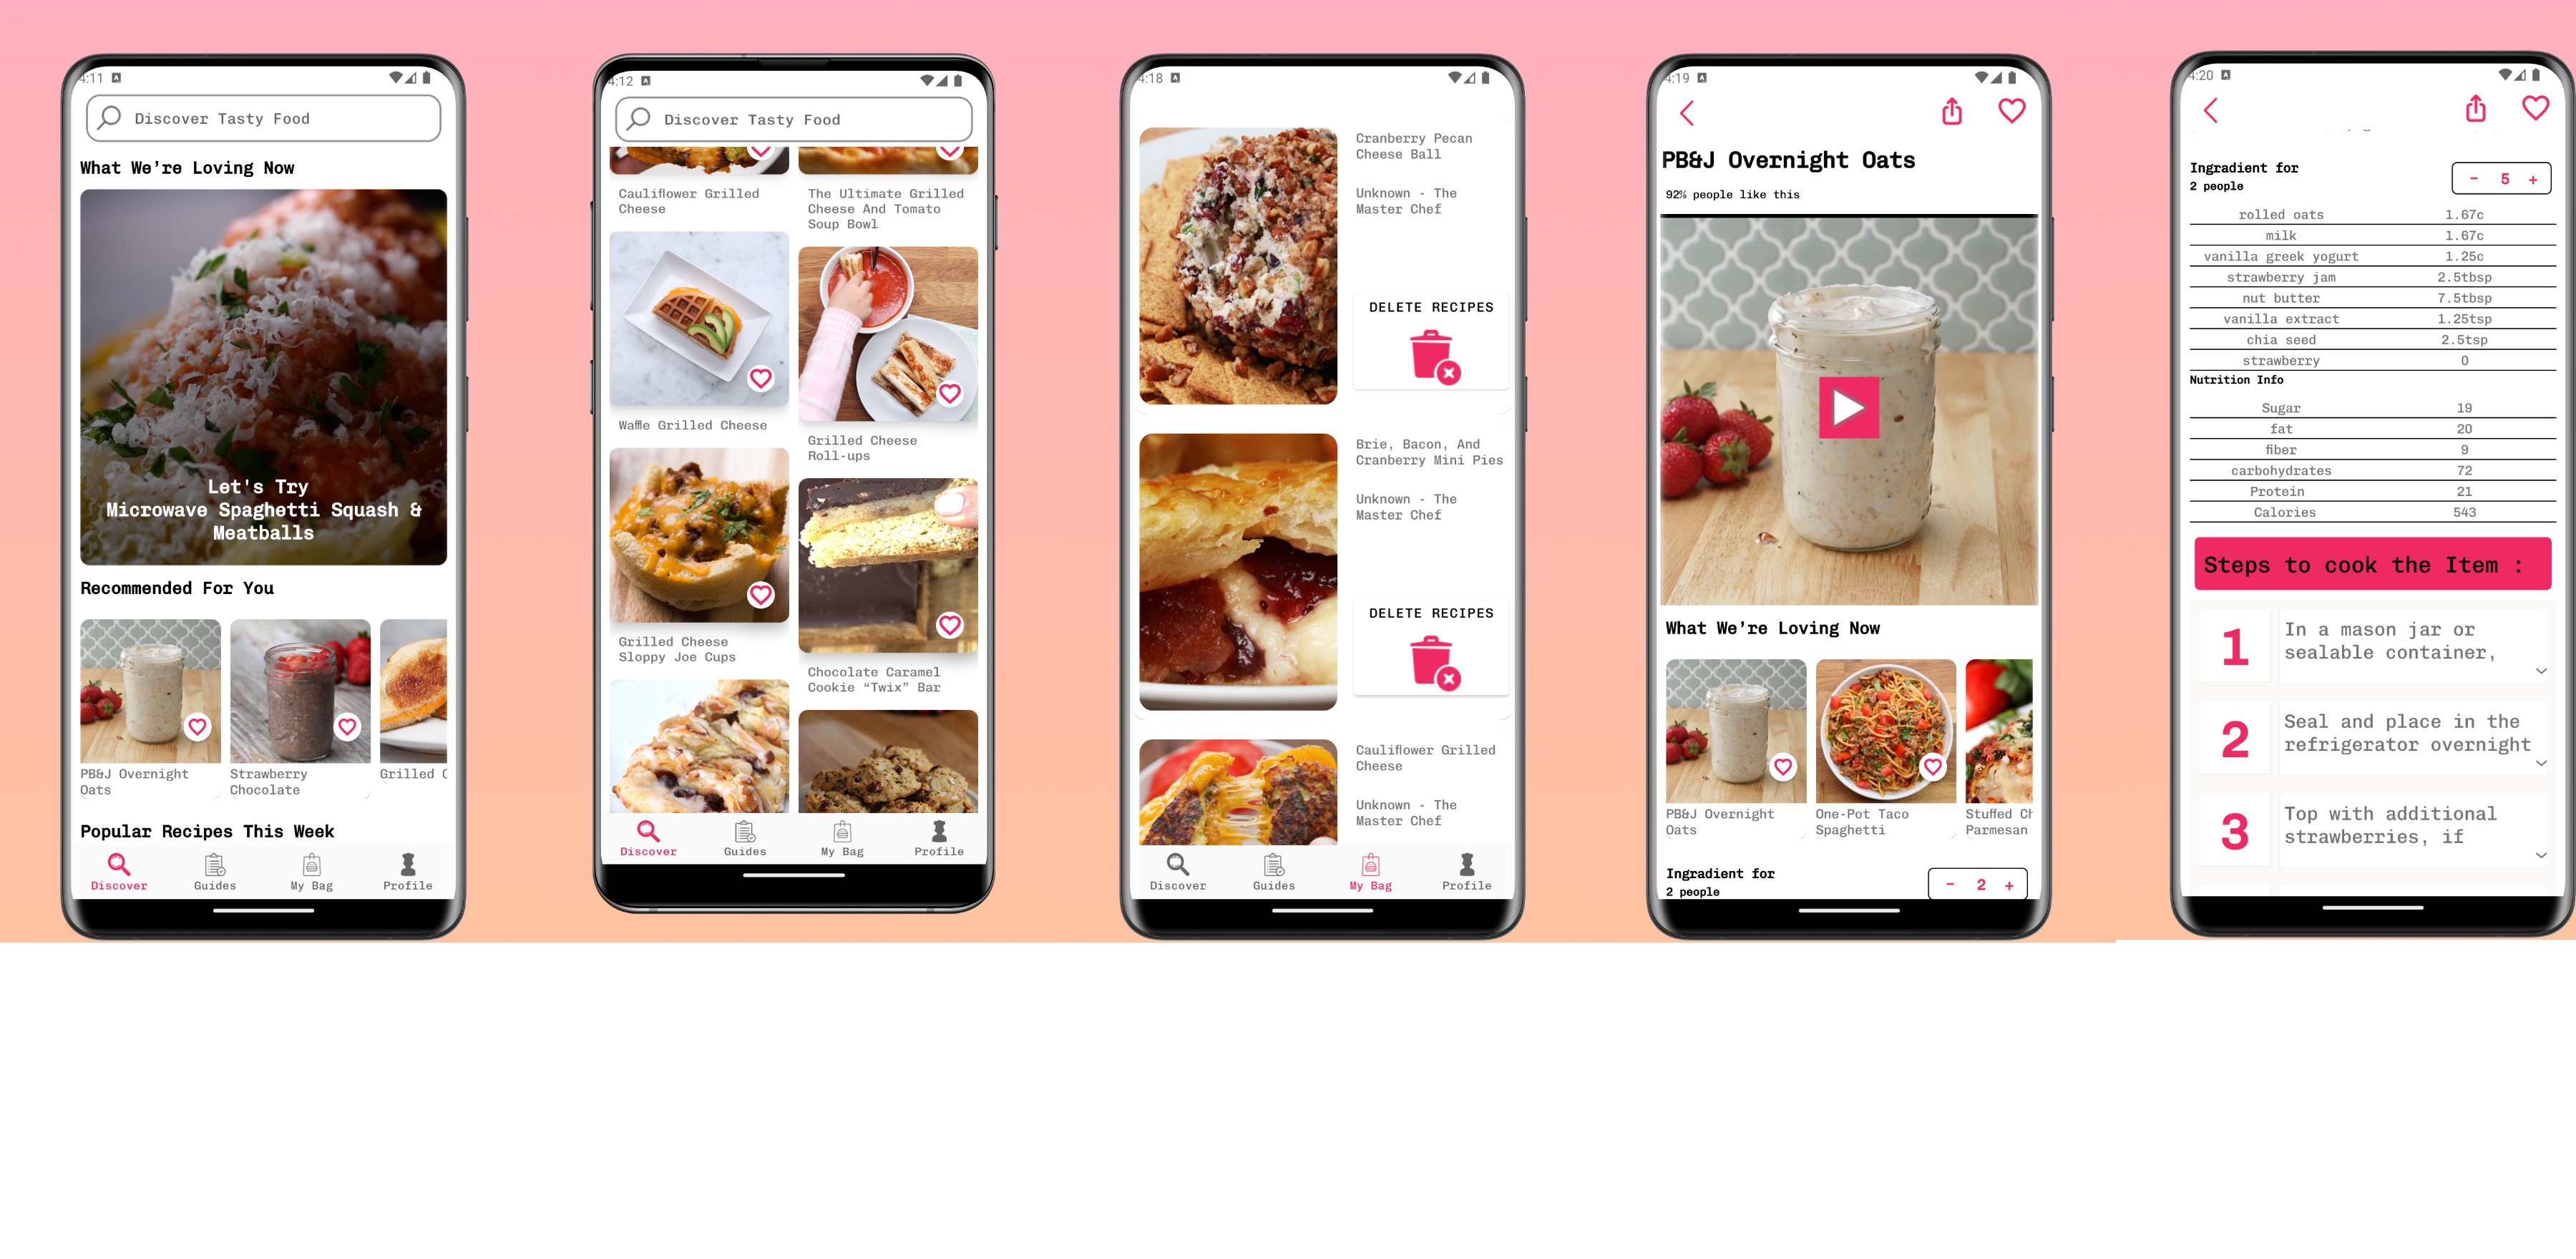 4:11
Discover Tasty Food
What We're Loving Now
Let's Try
Microwave Spaghetti Squash &
Meatballs
Recommended For You
PB&J Overnight
Oats
Strawberry
Chocolate
Grilled C
Popular Recipes This Week
Discover
Guides
My Bag
Profile
4:12
Discover Tasty Food
Cauliflower Grilled
Cheese
The Ultimate Grilled
Cheese And Tomato
Soup Bowl
Waffle Grilled Cheese
Grilled Cheese
Roll-ups
Grilled Cheese
Sloppy Joe Cups
Chocolate Caramel
Cookie “Twix” Bar
Discover
Guides
My Bag
Profile
4:18
Cranberry Pecan
Cheese Ball
Unknown - The
Master Chef
DELETE RECIPES
Brie, Bacon, And
Cranberry Mini Pies
Unknown - The
Master Chef
DELETE RECIPES
Cauliflower Grilled
Cheese
Unknown - The
Master Chef
Discover
Guides
My Bag
Profile
4:19
PB&J Overnight Oats
92% people like this
What We're Loving Now
PB&J Overnight
Oats
One-Pot Taco
Spaghetti
Stuffed Ch
Parmesan
Ingredient for
2 people
- 2 +
4:20
Ingredient for
2 people
- 5 +
rolled oats 1.67c
milk 1.67c
vanilla greek yogurt 1.25c
strawberry jam 2.5tbsp
nut butter 7.5tbsp
vanilla extract 1.25tsp
chia seed 2.5tsp
strawberry 0
Nutrition Info
Sugar 19
fat 20
fiber 9
carbohydrates 72
Protein 21
Calories 543
Steps to cook the Item :
1
In a mason jar or
sealable container,
2
Seal and place in the
refrigerator overnight
3
Top with additional
strawberries, if